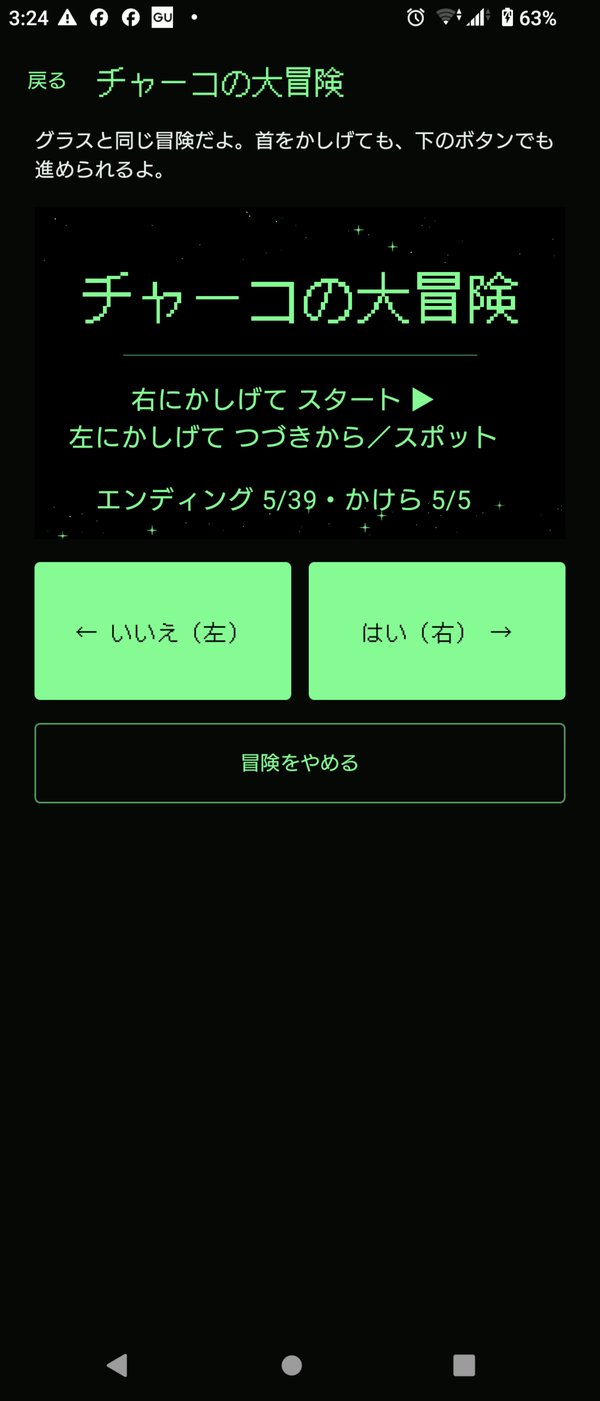 3:24 GU 63%
戻る チャーコの大冒険
グラスと同じ冒険だよ。首をかしげても、下のボタンでも
進められるよ。
チャーコの大冒険
右にかしげて スタート ▶
左にかしげて つづきから／スポット
エンディング 5/39・かけら 5/5
← いいえ（左）
はい（右） →
冒険をやめる